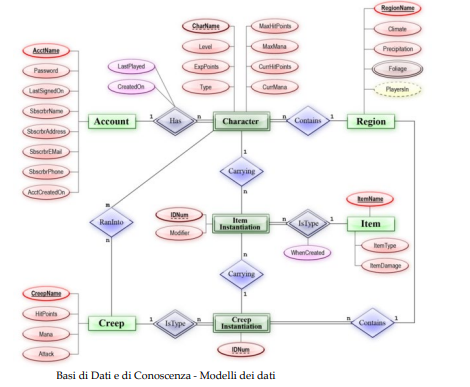 RegionName
CharName
MaxHitPoints
Climate
AcctName
Level
MaxMana
Precipitation
Password
LastPlayed
ExpPoints
CurrHitPoints
Foliage
LastSignedOn
CreatedOn
Type
CurrMana
PlayersIn
SbscrbrName
Account
1
Has
n
Character
n
Contains
1
Region
SbscrbrAddress
SbscrbrEMail
1
1
SbscrbrPhone
Carrying
AcctCreatedOn
m
n
ItemName
RanInto
IDNum
Item
Instantiation
n
IsType
1
Item
Modifier
1
ItemType
WhenCreated
n
Carrying
ItemDamage
CreepName
n
HitPoints
Creep
1
IsType
n
Creep
Instantiation
n
Contains
1
Mana
Attack
IDNum
Basi di Dati e di Conoscenza - Modelli dei dati